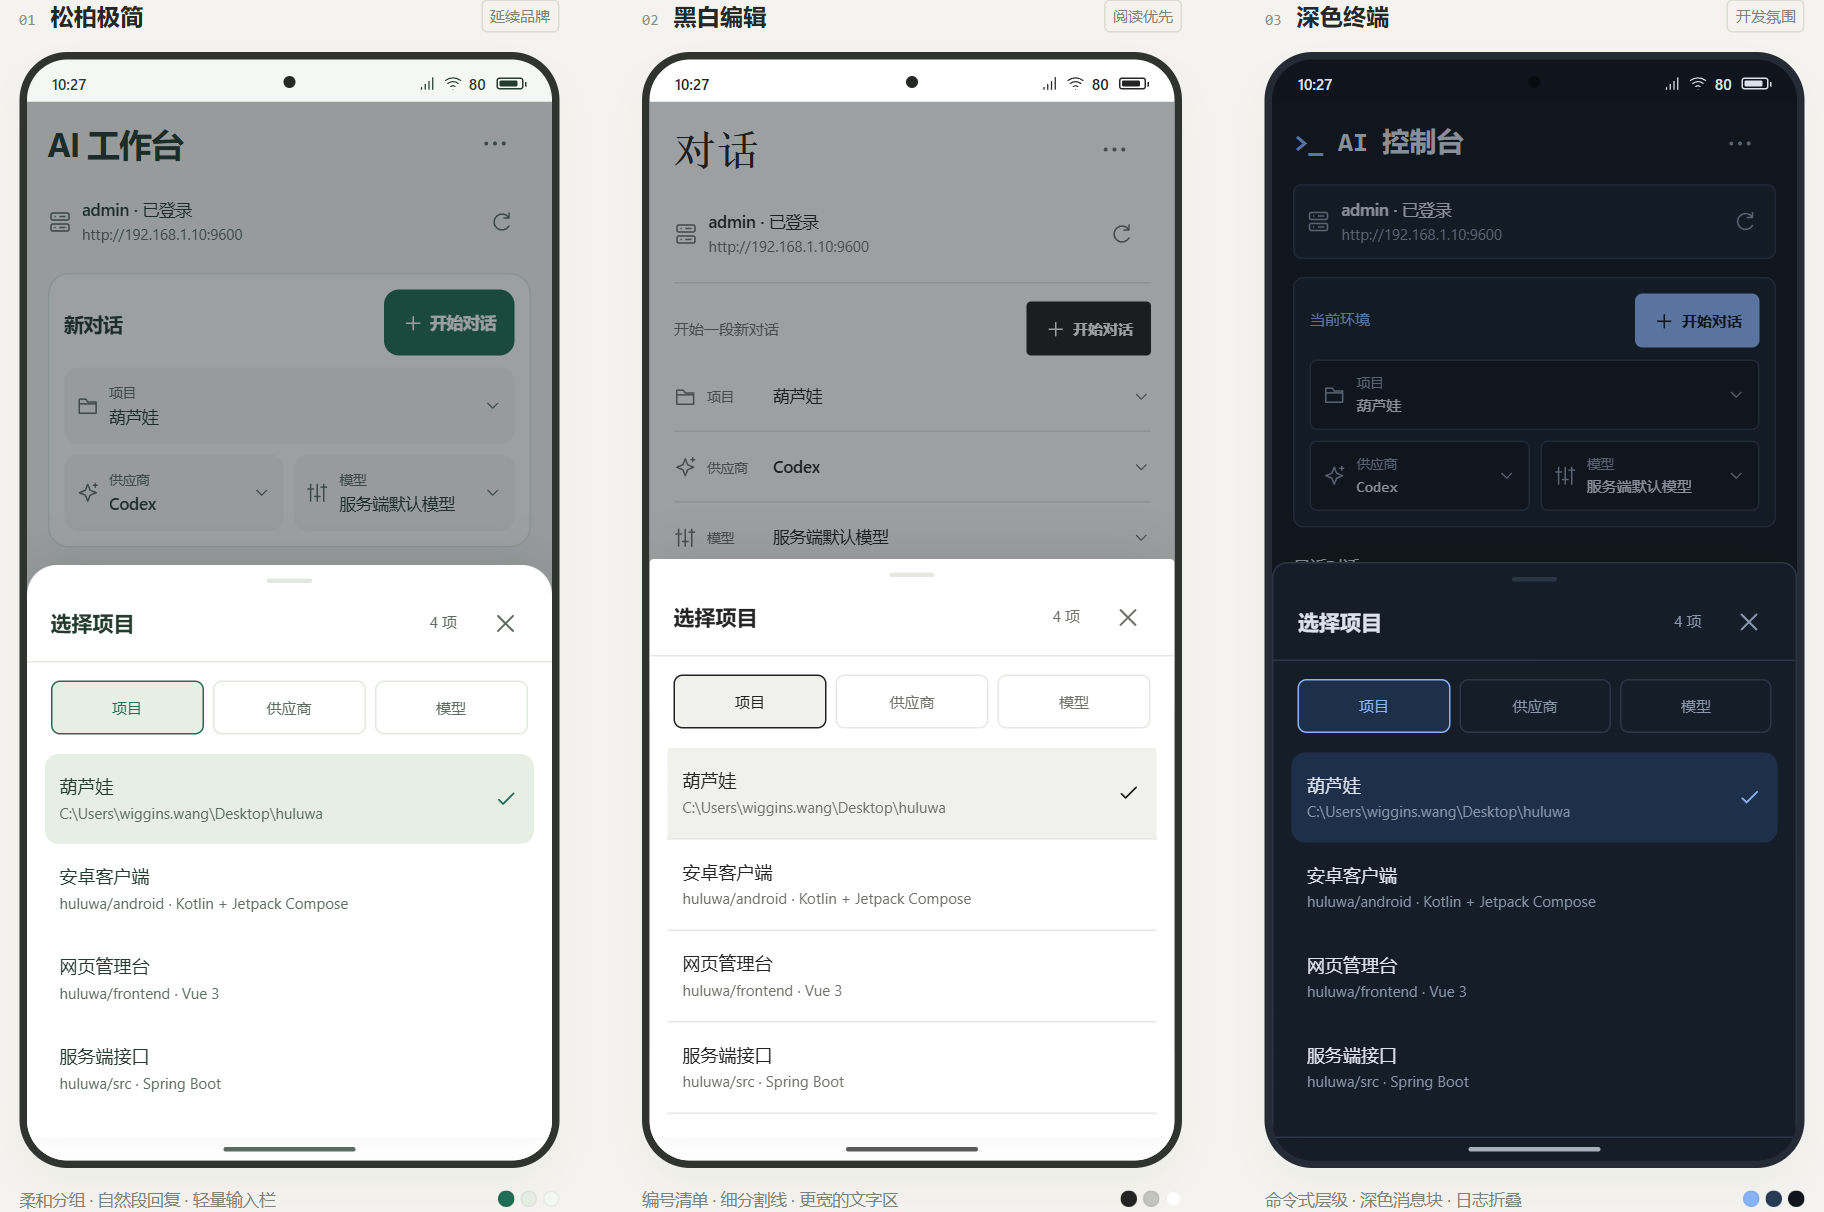 01 松柏极简 延续品牌
10:27 80
AI 工作台
admin · 已登录
http://192.168.1.10:9600
新对话
开始对话
项目
葫芦娃
供应商
Codex
模型
服务端默认模型
选择项目
4 项
项目 供应商 模型
葫芦娃
C:\Users\wiggins.wang\Desktop\huluwa
安卓客户端
huluwa/android · Kotlin + Jetpack Compose
网页管理台
huluwa/frontend · Vue 3
服务端接口
huluwa/src · Spring Boot
柔和分组 · 自然段回复 · 轻量输入栏
02 黑白编辑 阅读优先
10:27 80
对话
admin · 已登录
http://192.168.1.10:9600
开始一段新对话
开始对话
项目 葫芦娃
供应商 Codex
模型 服务端默认模型
选择项目
4 项
项目 供应商 模型
葫芦娃
C:\Users\wiggins.wang\Desktop\huluwa
安卓客户端
huluwa/android · Kotlin + Jetpack Compose
网页管理台
huluwa/frontend · Vue 3
服务端接口
huluwa/src · Spring Boot
编号清单 · 细分割线 · 更宽的文字区
03 深色终端 开发氛围
10:27 80
>_ AI 控制台
admin · 已登录
http://192.168.1.10:9600
当前环境
开始对话
项目
葫芦娃
供应商
Codex
模型
服务端默认模型
选择项目
4 项
项目 供应商 模型
葫芦娃
C:\Users\wiggins.wang\Desktop\huluwa
安卓客户端
huluwa/android · Kotlin + Jetpack Compose
网页管理台
huluwa/frontend · Vue 3
服务端接口
huluwa/src · Spring Boot
命令式层级 · 深色消息块 · 日志折叠